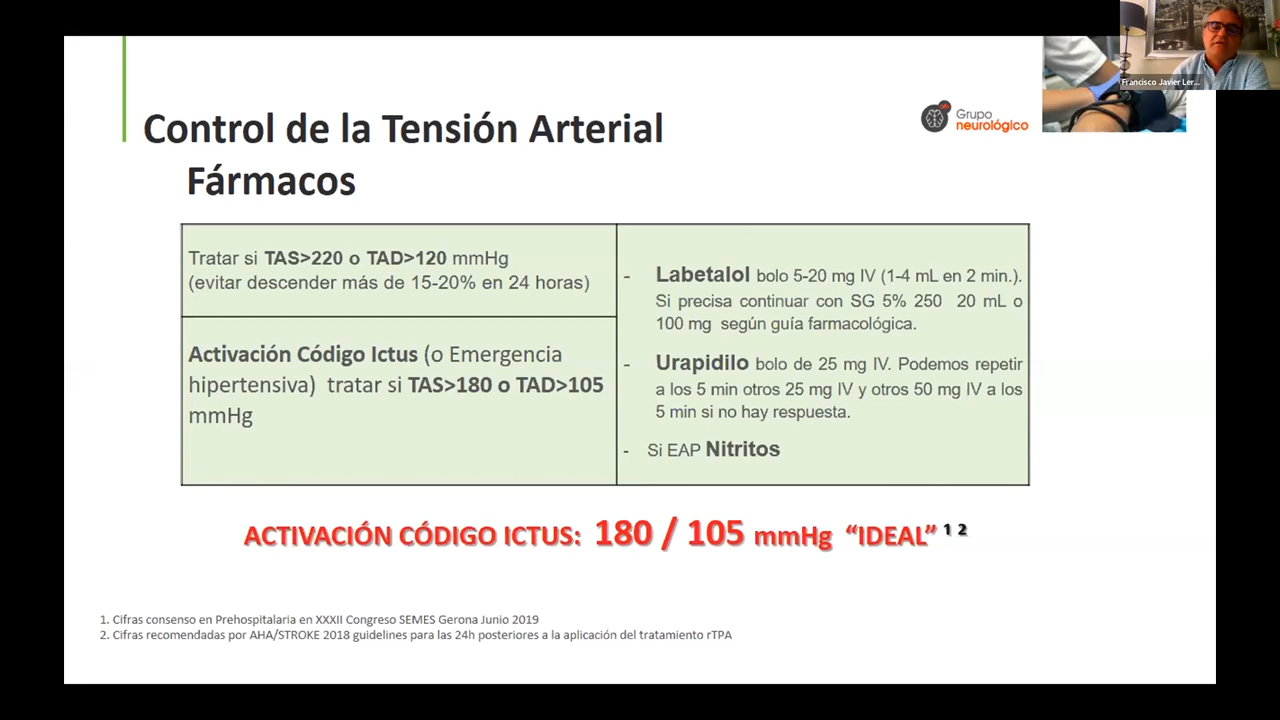 Francisco Javier Ler...
Control de la Tensión Arterial
Fármacos
Grupo
neurológico
Tratar si TAS>220 o TAD>120 mmHg
(evitar descender más de 15-20% en 24 horas)
Activación Código Ictus (o Emergencia
hipertensiva) tratar si TAS>180 o TAD>105
mmHg
- Labetalol bolo 5-20 mg IV (1-4 mL en 2 min.).
Si precisa continuar con SG 5% 250 20 mL o
100 mg según guía farmacológica.
- Urapidilo bolo de 25 mg IV. Podemos repetir
a los 5 min otros 25 mg IV y otros 50 mg IV a los
5 min si no hay respuesta.
- Si EAP Nitritos
ACTIVACIÓN CÓDIGO ICTUS: 180 / 105 mmHg “IDEAL” 1 2
1. Cifras consenso en Prehospitalaria en XXXII Congreso SEMES Gerona Junio 2019
2. Cifras recomendadas por AHA/STROKE 2018 guidelines para las 24h posteriores a la aplicación del tratamiento rTPA